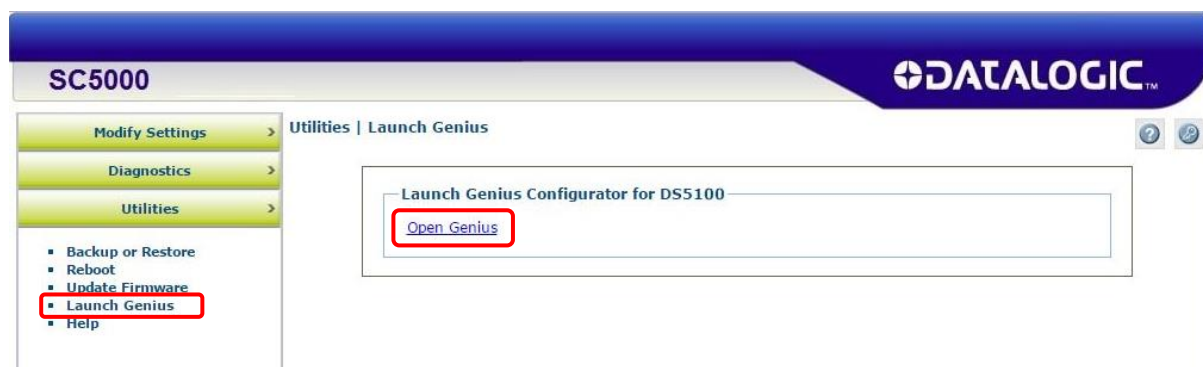 SC5000
DATALOGIC™
Modify Settings
Diagnostics
Utilities
Backup or Restore
Reboot
Update Firmware
Launch Genius
Help
Utilities | Launch Genius
Launch Genius Configurator for DS5100
Open Genius